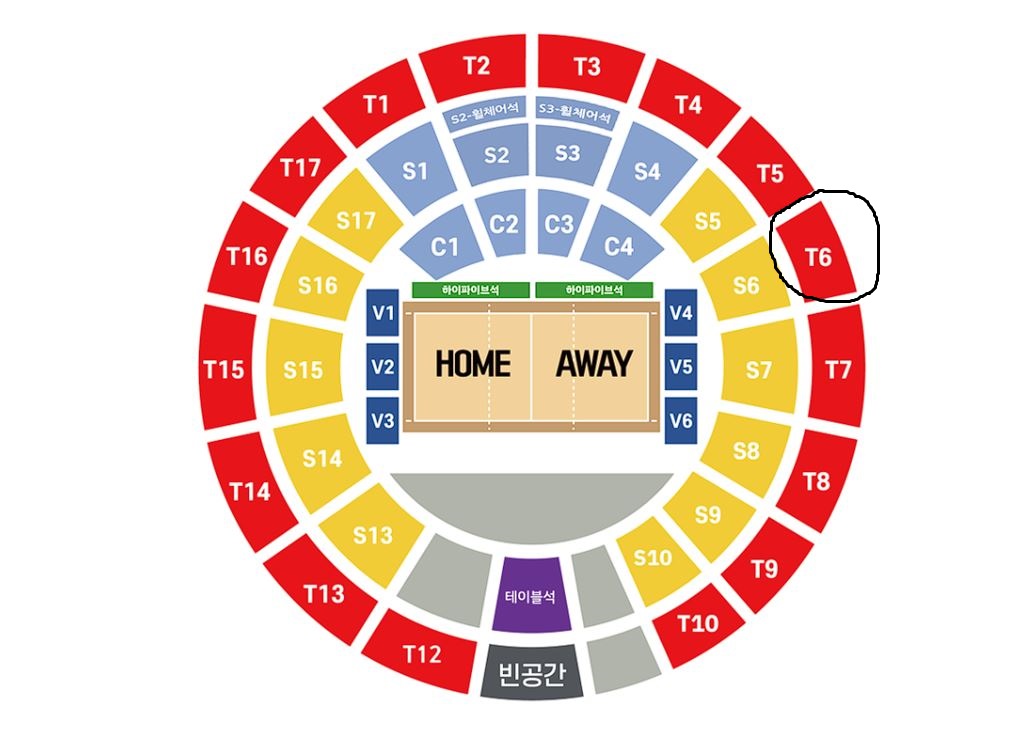 T2 T3
T1 T4
S2-휠체어석 S3-휠체어석
T17 S1 S2 S3 S4 T5
S17 C1 C2 C3 C4 S5
T16 S16 S6 T6
하이파이브석 하이파이브석
V1 V4
T15 S15 V2 HOME AWAY V5 S7 T7
V3 V6
T14 S14 S8 T8
S13 S9
S10 T9
T13 테이블석 T10
T12 빈공간